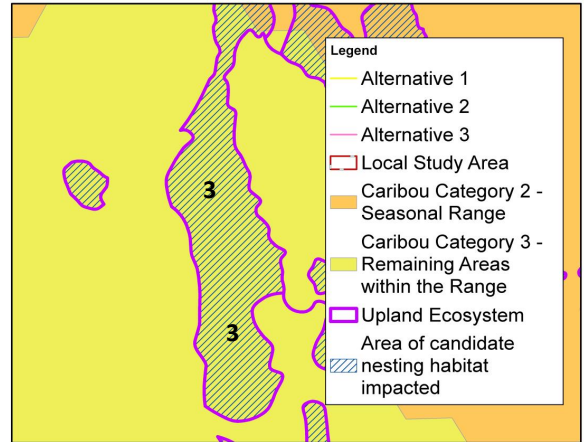 Legend
Alternative 1
Alternative 2
Alternative 3
Local Study Area
Caribou Category 2 -
Seasonal Range
Caribou Category 3 -
Remaining Areas
within the Range
Upland Ecosystem
Area of candidate
nesting habitat
impacted
3
3